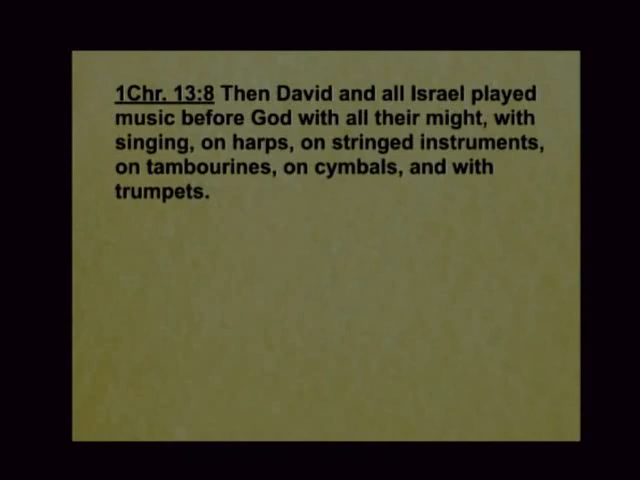 1Chr. 13:8 Then David and all Israel played
music before God with all their might, with
singing, on harps, on stringed instruments,
on tambourines, on cymbals, and with
trumpets.